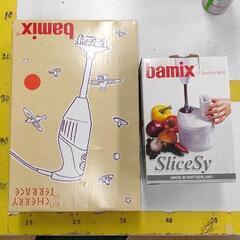 bamix
CHERRY
TERRACE
bamix
of Switzerland
SliceSy
MADE IN SWITZERLAND